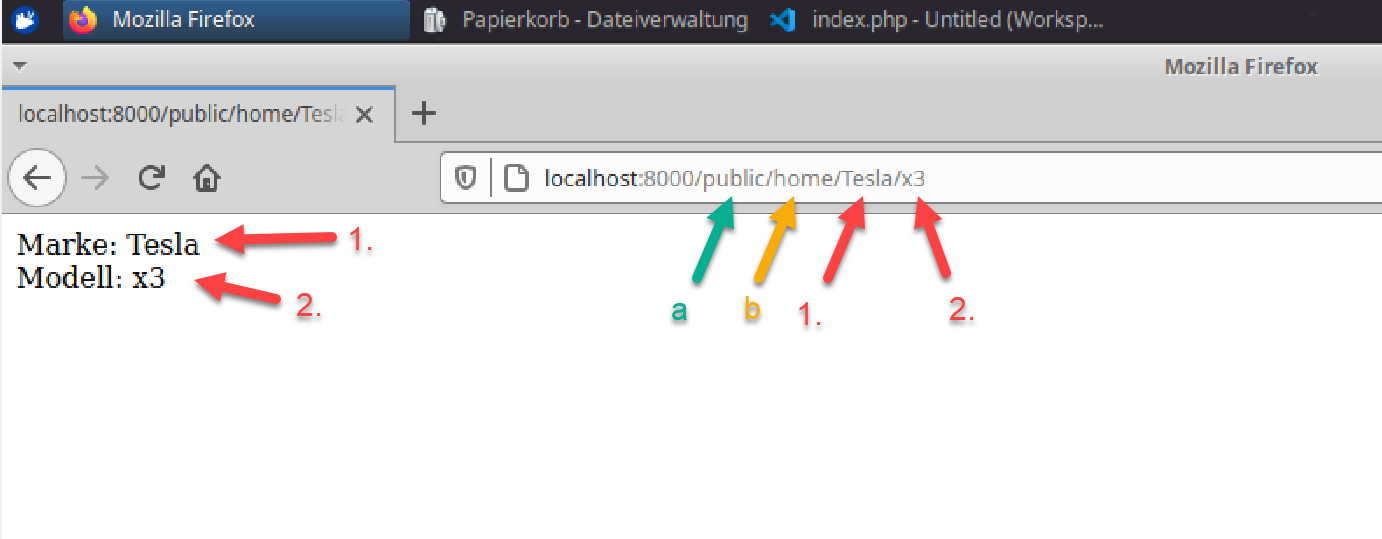 Mozilla Firefox
Papierkorb - Dateiverwaltung
index.php - Untitled (Worksp...
Mozilla Firefox
localhost:8000/public/home/Tesla
localhost:8000/public/home/Tesla/x3
Marke: Tesla
1.
Modell: x3
2.
a
b
1.
2.